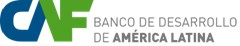 CAF BANCO DE DESARROLLO
DE AMÉRICA LATINA